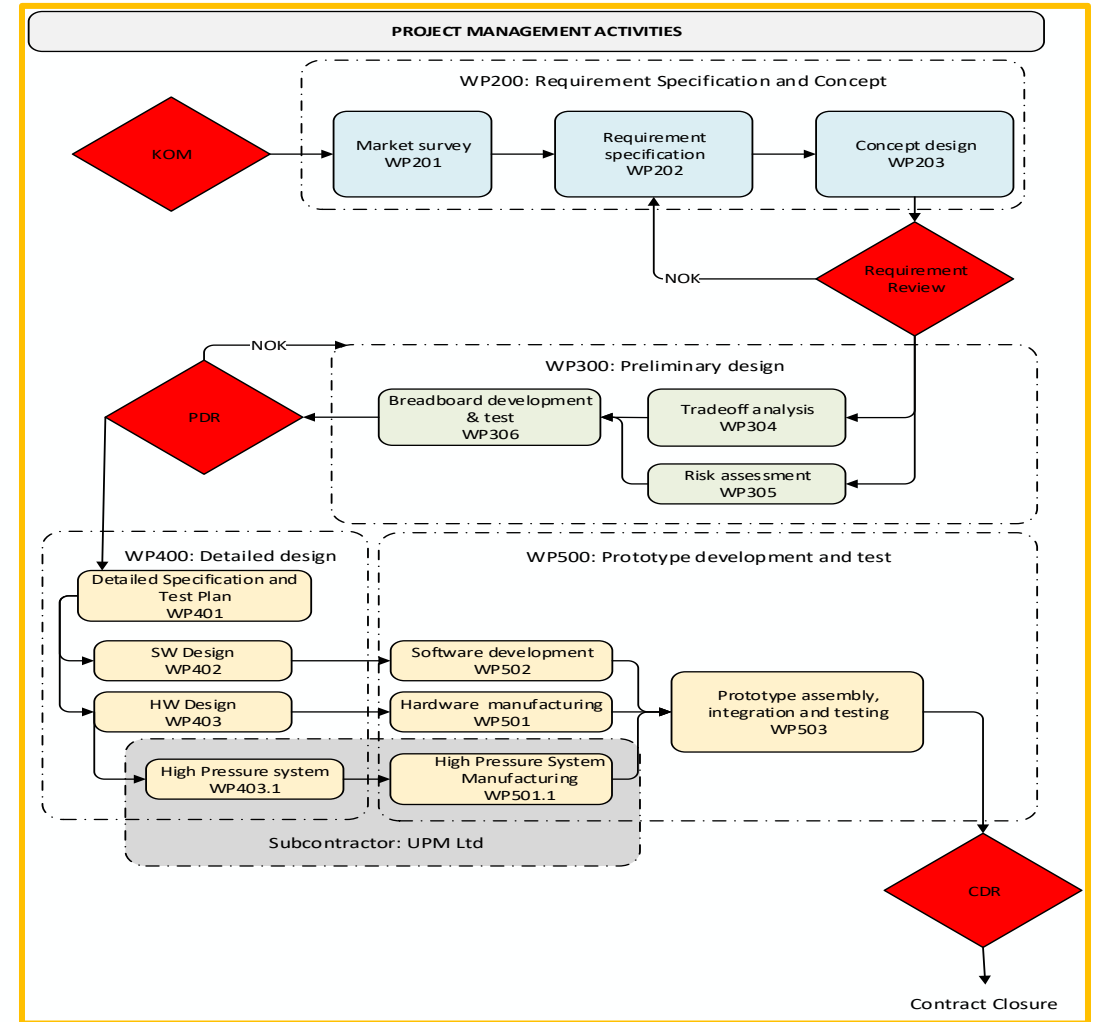 PROJECT MANAGEMENT ACTIVITIES
WP200: Requirement Specification and Concept
KOM
Market survey
WP201
Requirement
specification
WP202
Concept design
WP203
NOK
Requirement
Review
NOK
WP300: Preliminary design
PDR
Breadboard development
& test
WP306
Tradeoff analysis
WP304
Risk assessment
WP305
WP400: Detailed design
WP500: Prototype development and test
Detailed Specification and
Test Plan
WP401
SW Design
WP402
Software development
WP502
HW Design
WP403
Hardware manufacturing
WP501
Prototype assembly,
integration and testing
WP503
High Pressure system
WP403.1
High Pressure System
Manufacturing
WP501.1
Subcontractor: UPM Ltd
CDR
Contract Closure